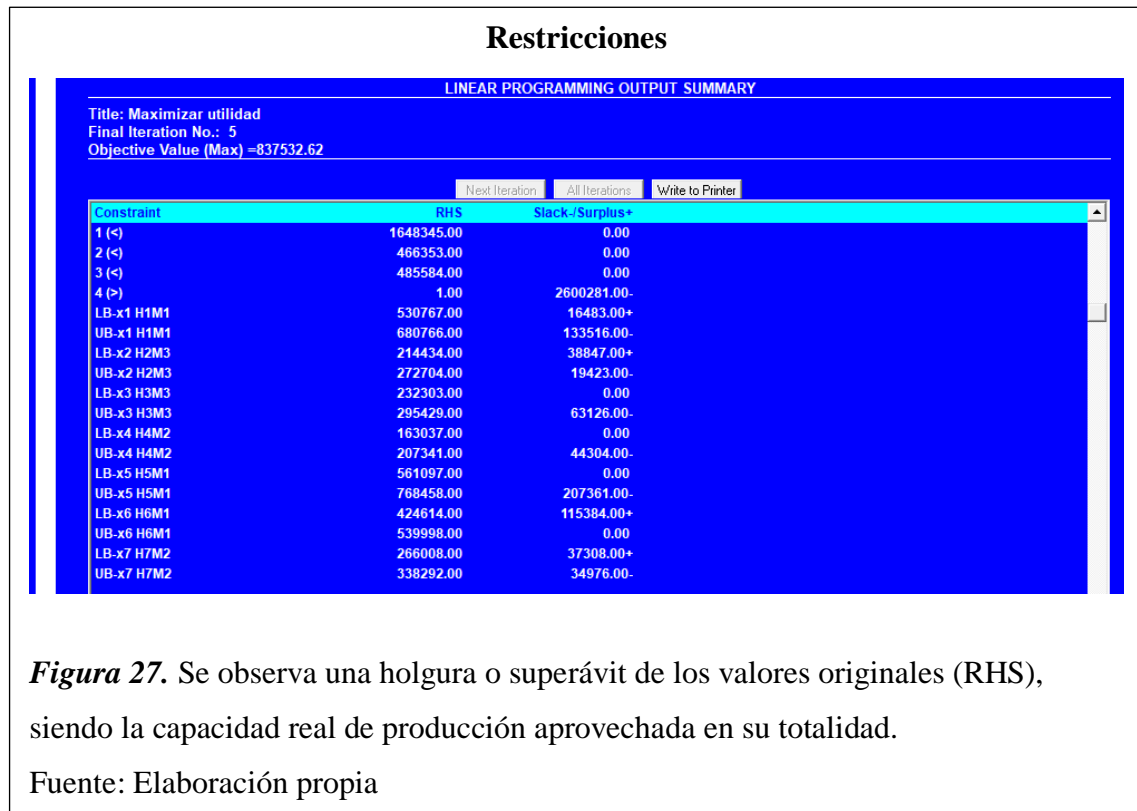 Restricciones
LINEAR PROGRAMMING OUTPUT SUMMARY
Title: Maximizar utilidad
Final Iteration No.: 5
Objective Value (Max) =837532.62
Next Iteration All Iterations Write to Printer
Constraint RHS Slack-/Surplus+
1 (<) 1648345.00 0.00
2 (<) 466353.00 0.00
3 (<) 485584.00 0.00
4 (>) 1.00 2600281.00-
LB-x1 H1M1 530767.00 16483.00+
UB-x1 H1M1 680766.00 133516.00-
LB-x2 H2M3 214434.00 38847.00+
UB-x2 H2M3 272704.00 19423.00-
LB-x3 H3M3 232303.00 0.00
UB-x3 H3M3 295429.00 63126.00-
LB-x4 H4M2 163037.00 0.00
UB-x4 H4M2 207341.00 44304.00-
LB-x5 H5M1 561097.00 0.00
UB-x5 H5M1 768458.00 207361.00-
LB-x6 H6M1 424614.00 115384.00+
UB-x6 H6M1 539998.00 0.00
LB-x7 H7M2 266008.00 37308.00+
UB-x7 H7M2 338292.00 34976.00-
Figura 27. Se observa una holgura o superávit de los valores originales (RHS),
siendo la capacidad real de producción aprovechada en su totalidad.
Fuente: Elaboración propia